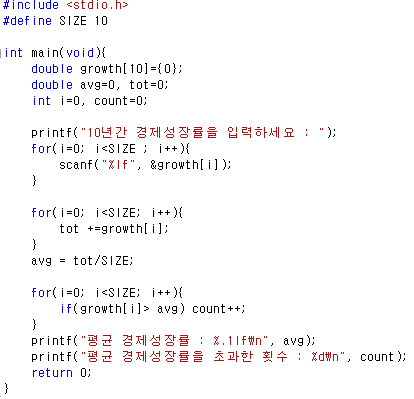 #include <stdio.h>
#define SIZE 10
int main(void){
double growth[10]={0};
double avg=0, tot=0;
int i=0, count=0;
printf("10년간 경제성장률을 입력하세요 : ");
for(i=0; i<SIZE ; i++){
scanf("%lf", &growth[i]);
}
for(i=0; i<SIZE; i++){
tot +=growth[i];
}
avg = tot/SIZE;
for(i=0; i<SIZE; i++){
if(growth[i]> avg) count++;
}
printf("평균 경제성장률 : %.1lf₩n", avg);
printf("평균 경제성장률을 초과한 횟수 : %d₩n", count);
return 0;
}